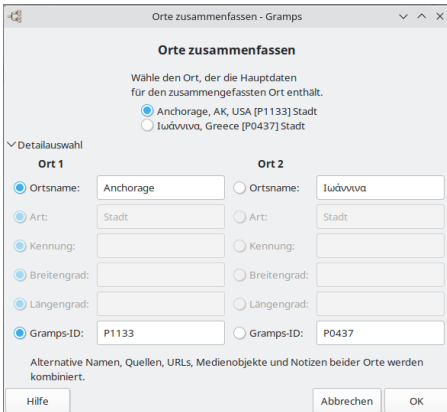 Orte zusammenfassen - Gramps
Orte zusammenfassen
Wähle den Ort, der die Hauptdaten
für den zusammengefassten Ort enthält.
Anchorage, AK, USA [P1133] Stadt
Ιωάννινα, Greece [P0437] Stadt
Detailauswahl
Ort 1 Ort 2
Ortsname: Anchorage Ortsname: Ιωάννινα
Art: Stadt Art: Stadt
Kennung: Kennung:
Breitengrad: Breitengrad:
Längengrad: Längengrad:
Gramps-ID: P1133 Gramps-ID: P0437
Alternative Namen, Quellen, URLs, Medienobjekte und Notizen beider Orte werden
kombiniert.
Hilfe Abbrechen OK